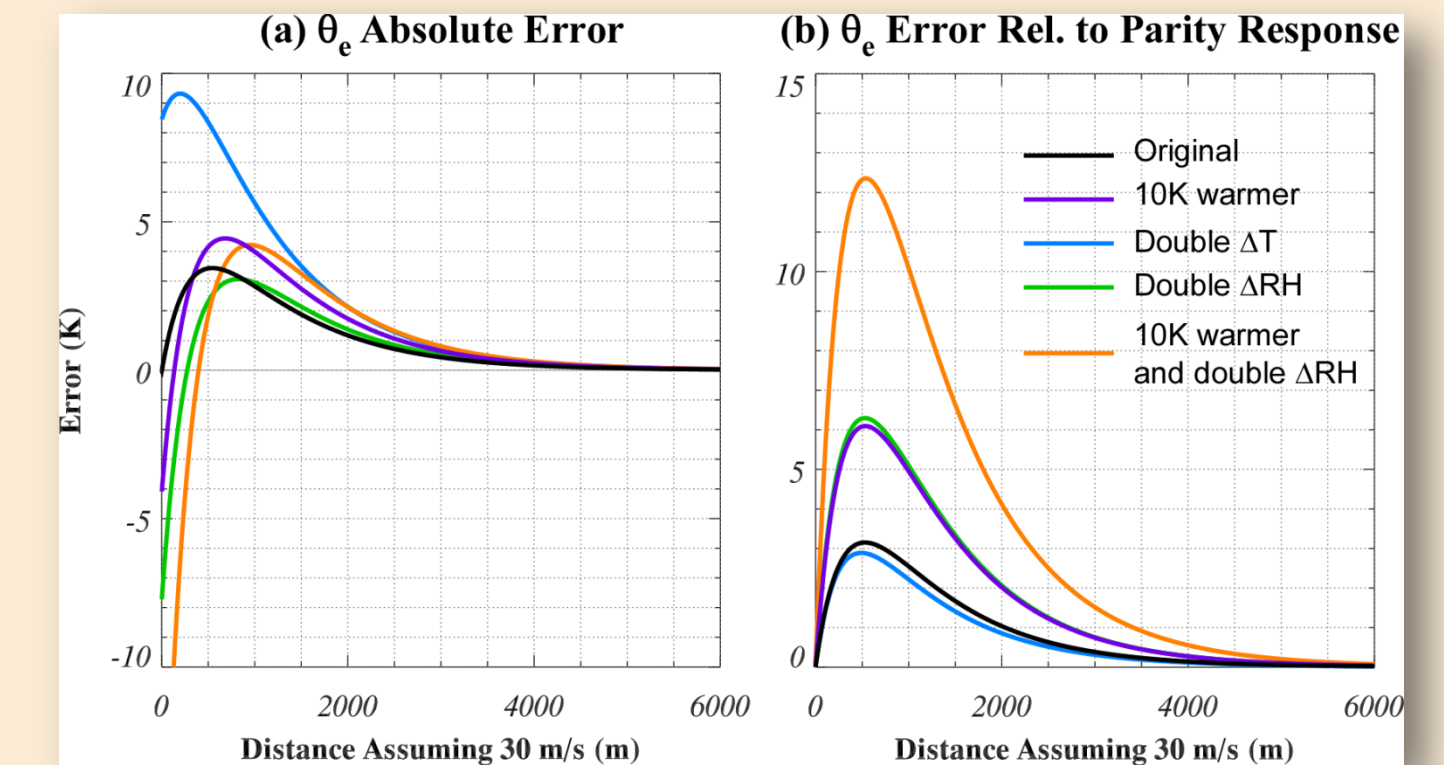 (a) θe Absolute Error
(b) θe Error Rel. to Parity Response
Error (K)
10
5
0
-5
-10
0
2000
4000
6000
Distance Assuming 30 m/s (m)
15
10
5
0
Original
10K warmer
Double ΔT
Double ΔRH
10K warmer
and double ΔRH
0
2000
4000
6000
Distance Assuming 30 m/s (m)